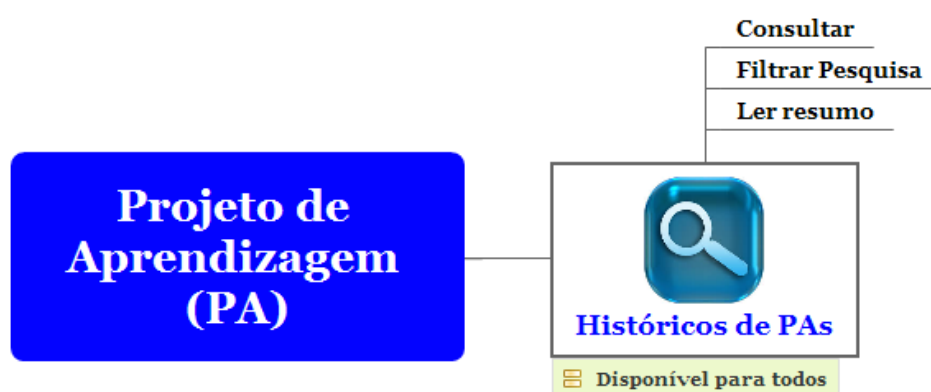 Consultar
Filtrar Pesquisa
Ler resumo
Projeto de
Aprendizagem
(PA)
Históricos de PAs
Disponível para todos